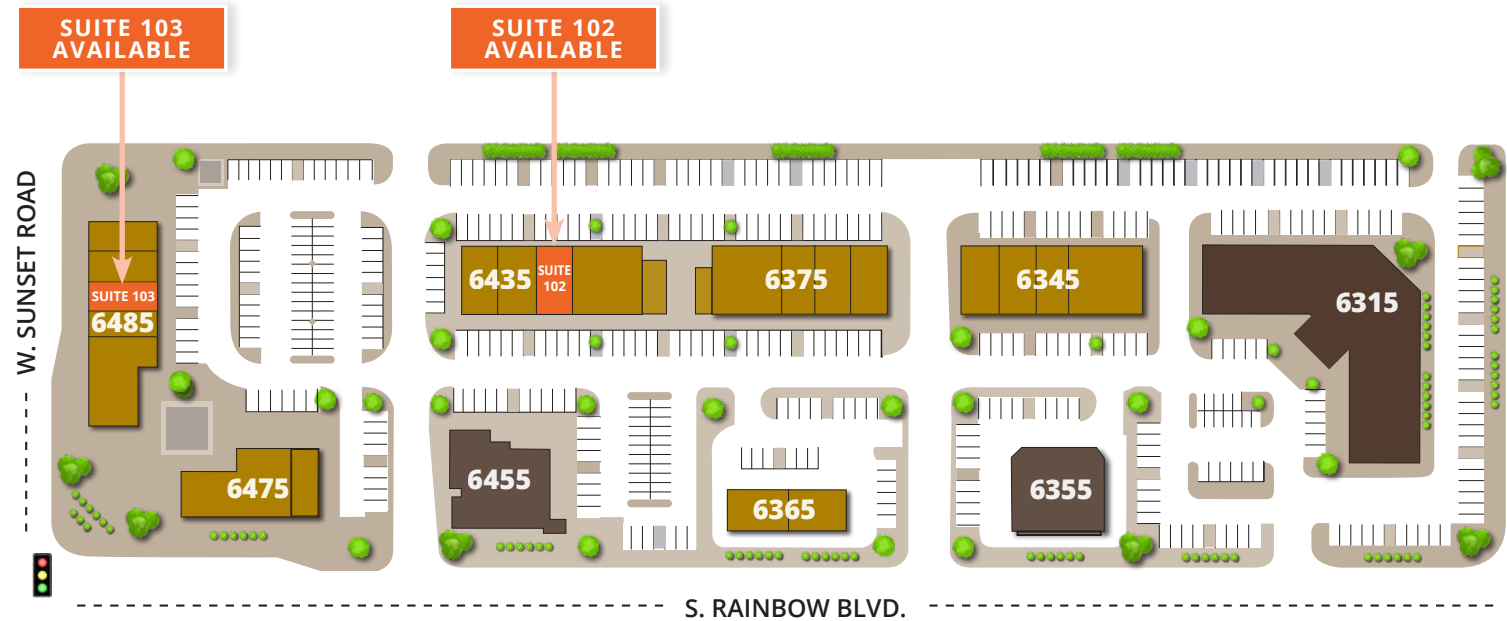 SUITE 103
AVAILABLE
SUITE 102
AVAILABLE
W. SUNSET ROAD
SUITE 103
6485
6435
SUITE
102
6375
6345
6315
6475
6455
6365
6355
S. RAINBOW BLVD.